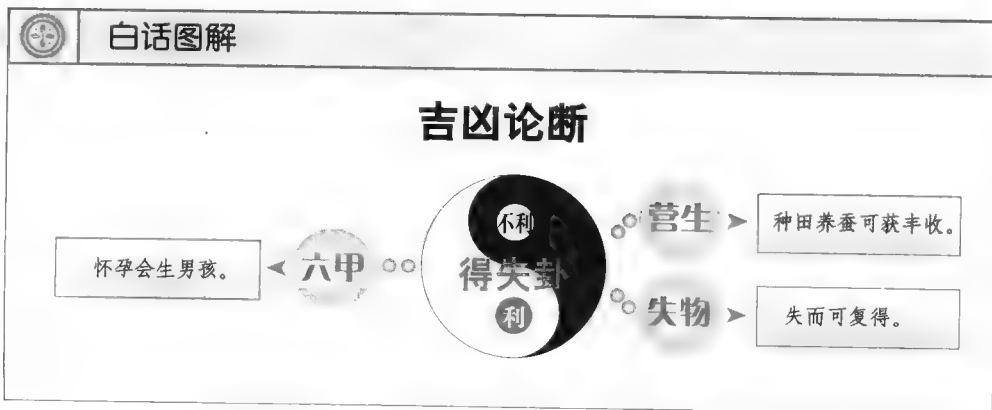 白话图解
吉凶论断
不利
得失卦
利
六甲
怀孕会生男孩。
营生
种田养蚕可获丰收。
失物
失而可复得。